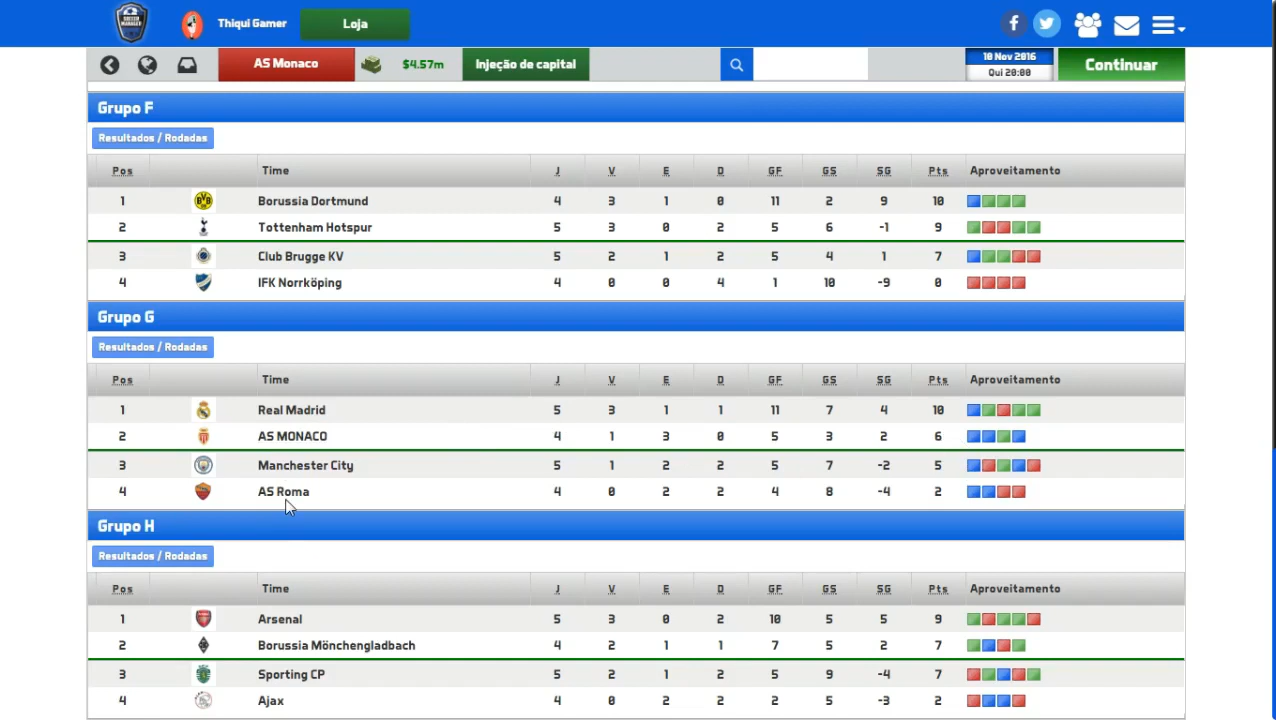 SOCCER MANAGER Thiqui Gamer Loja
AS Monaco $4.57m Injeção de capital 10 Nov 2016 Qui 20:00 Continuar
Grupo F
Resultados / Rodadas
Pos Time J V E D GF GS SG Pts Aproveitamento
1 Borussia Dortmund 4 3 1 0 11 2 9 10
2 Tottenham Hotspur 5 3 0 2 5 6 -1 9
3 Club Brugge KV 5 2 1 2 5 4 1 7
4 IFK Norrköping 4 0 0 4 1 10 -9 0
Grupo G
Resultados / Rodadas
Pos Time J V E D GF GS SG Pts Aproveitamento
1 Real Madrid 5 3 1 1 11 7 4 10
2 AS MONACO 4 1 3 0 5 3 2 6
3 Manchester City 5 1 2 2 5 7 -2 5
4 AS Roma 4 0 2 2 4 8 -4 2
Grupo H
Resultados / Rodadas
Pos Time J V E D GF GS SG Pts Aproveitamento
1 Arsenal 5 3 0 2 10 5 5 9
2 Borussia Mönchengladbach 4 2 1 1 7 5 2 7
3 Sporting CP 5 2 1 2 5 9 -4 7
4 Ajax 4 0 2 2 2 5 -3 2